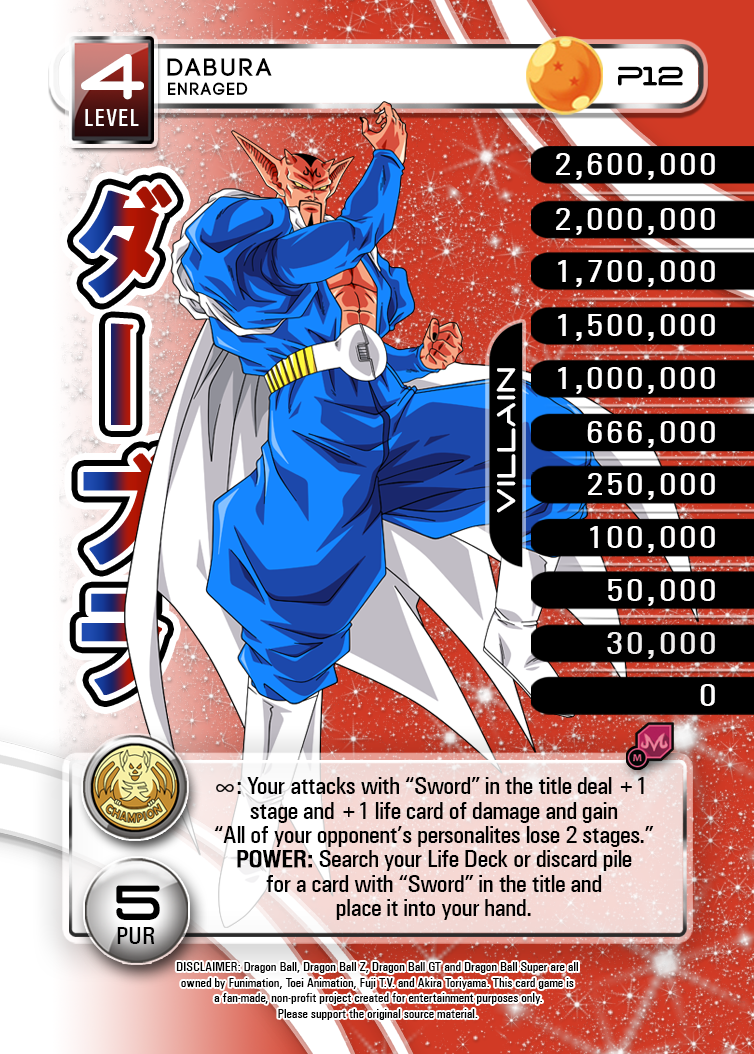 4
LEVEL
DABURA
ENRAGED
P12
ダーブラ
2,600,000
2,000,000
1,700,000
1,500,000
1,000,000
666,000
250,000
100,000
50,000
30,000
0
VILLAIN
M
CHAMPION
5
PUR
∞: Your attacks with “Sword” in the title deal +1
stage and +1 life card of damage and gain
“All of your opponent’s personalites lose 2 stages.”
POWER: Search your Life Deck or discard pile
for a card with “Sword” in the title and
place it into your hand.
DISCLAIMER: Dragon Ball, Dragon Ball Z, Dragon Ball GT and Dragon Ball Super are all
owned by Funimation, Toei Animation, Fuji T.V. and Akira Toriyama. This card game is
a fan-made, non-profit project created for entertainment purposes only.
Please support the original source material.